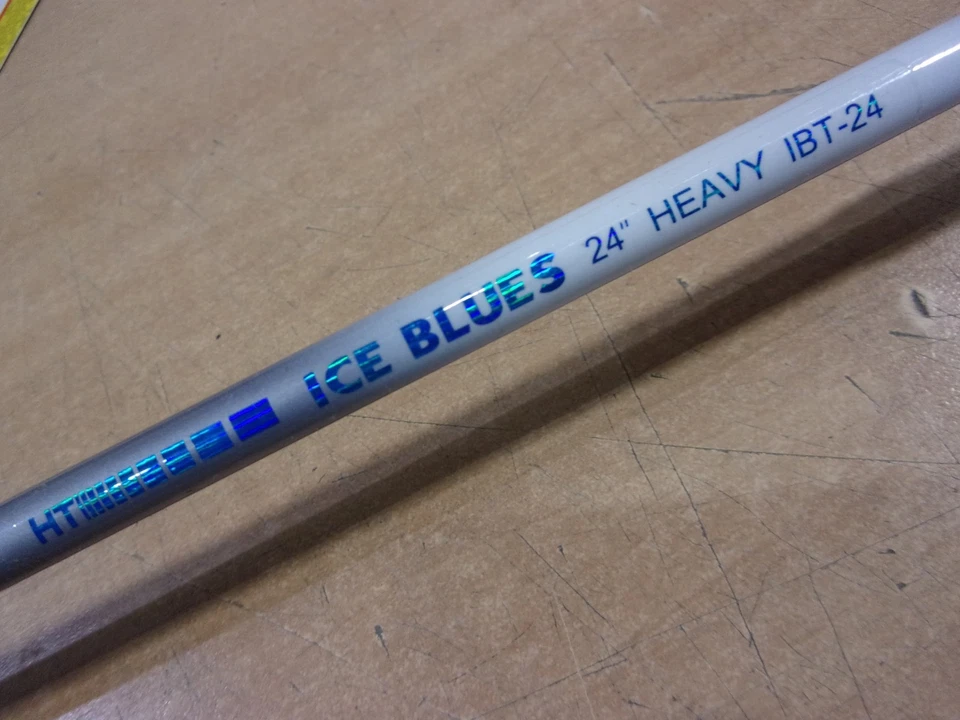 HT ICE BLUES 24" HEAVY IBT-24